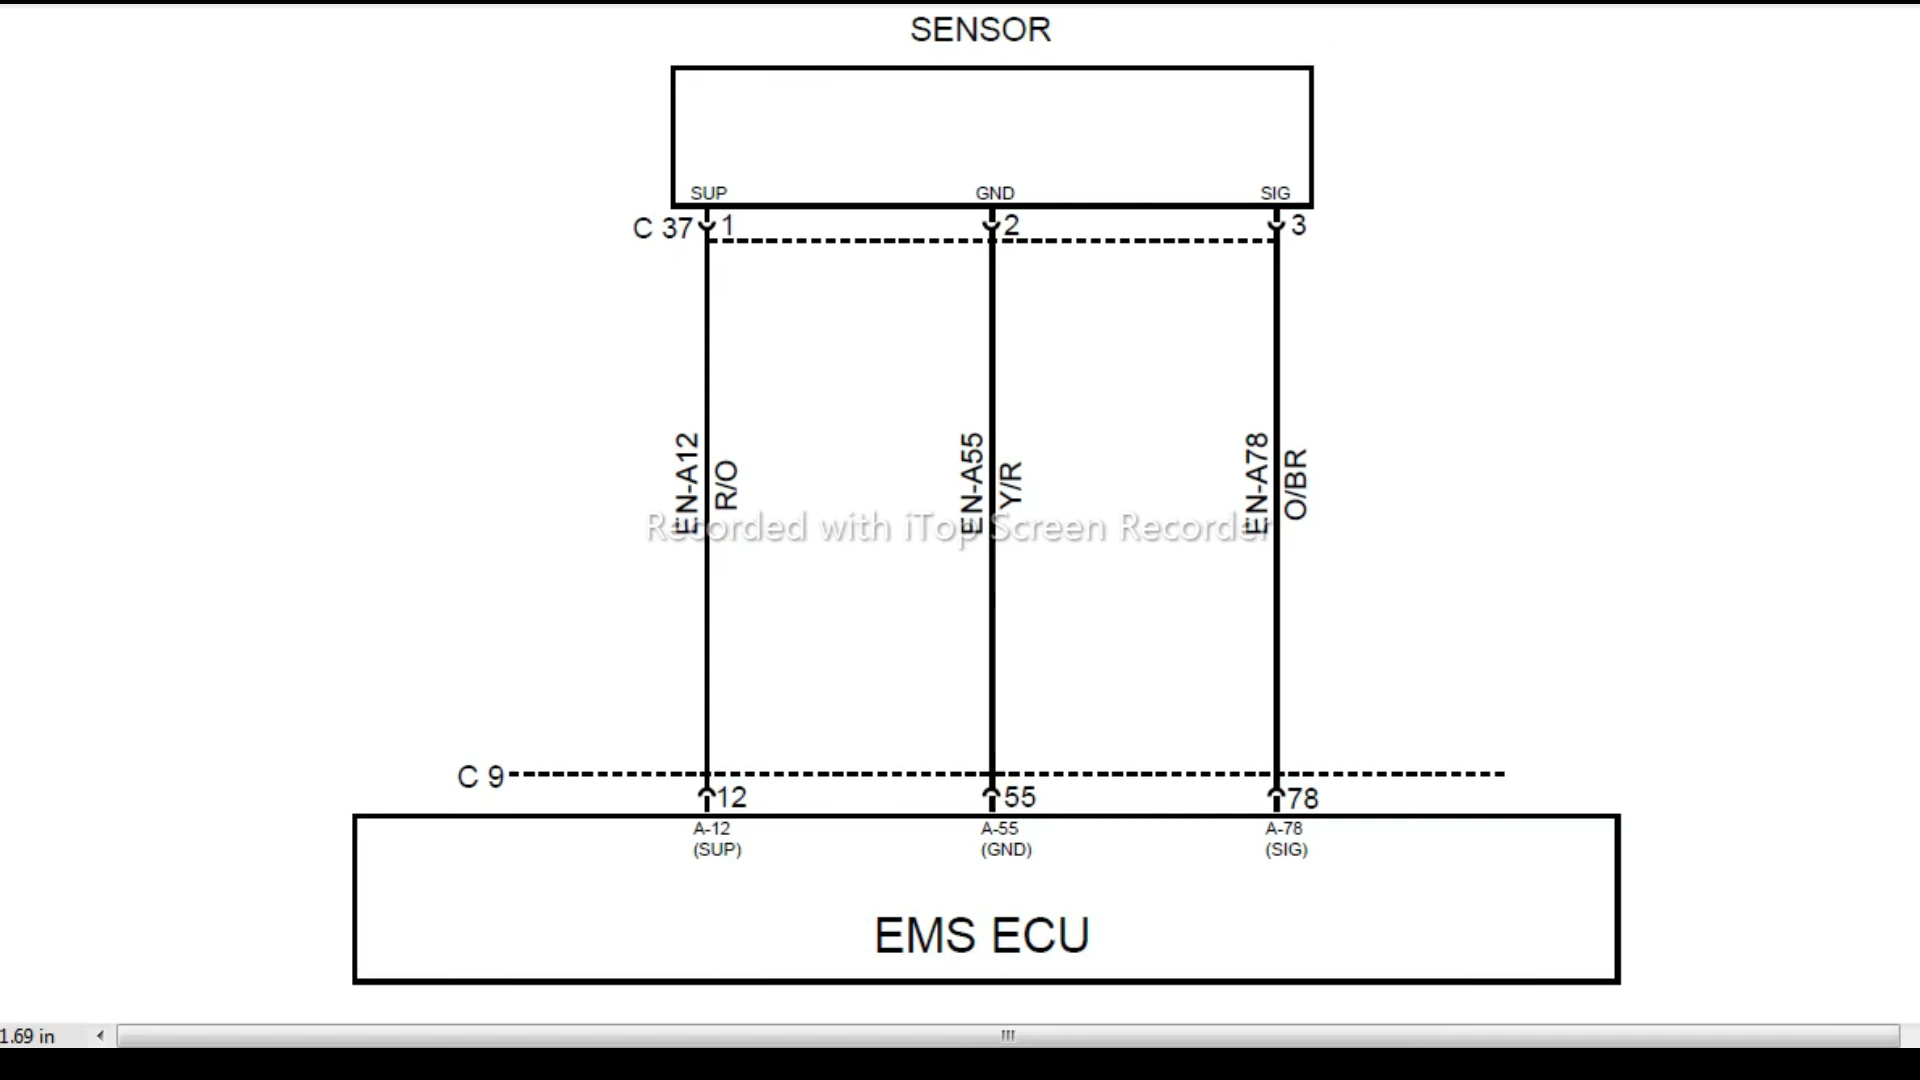 SENSOR
SUP GND SIG
C 37 1 2 3
EN-A12 R/O EN-A55 Y/R EN-A78 O/BR
Recorded with iTop Screen Recorder
C 9
12 55 78
A-12 A-55 A-78
(SUP) (GND) (SIG)
EMS ECU
1.69 in